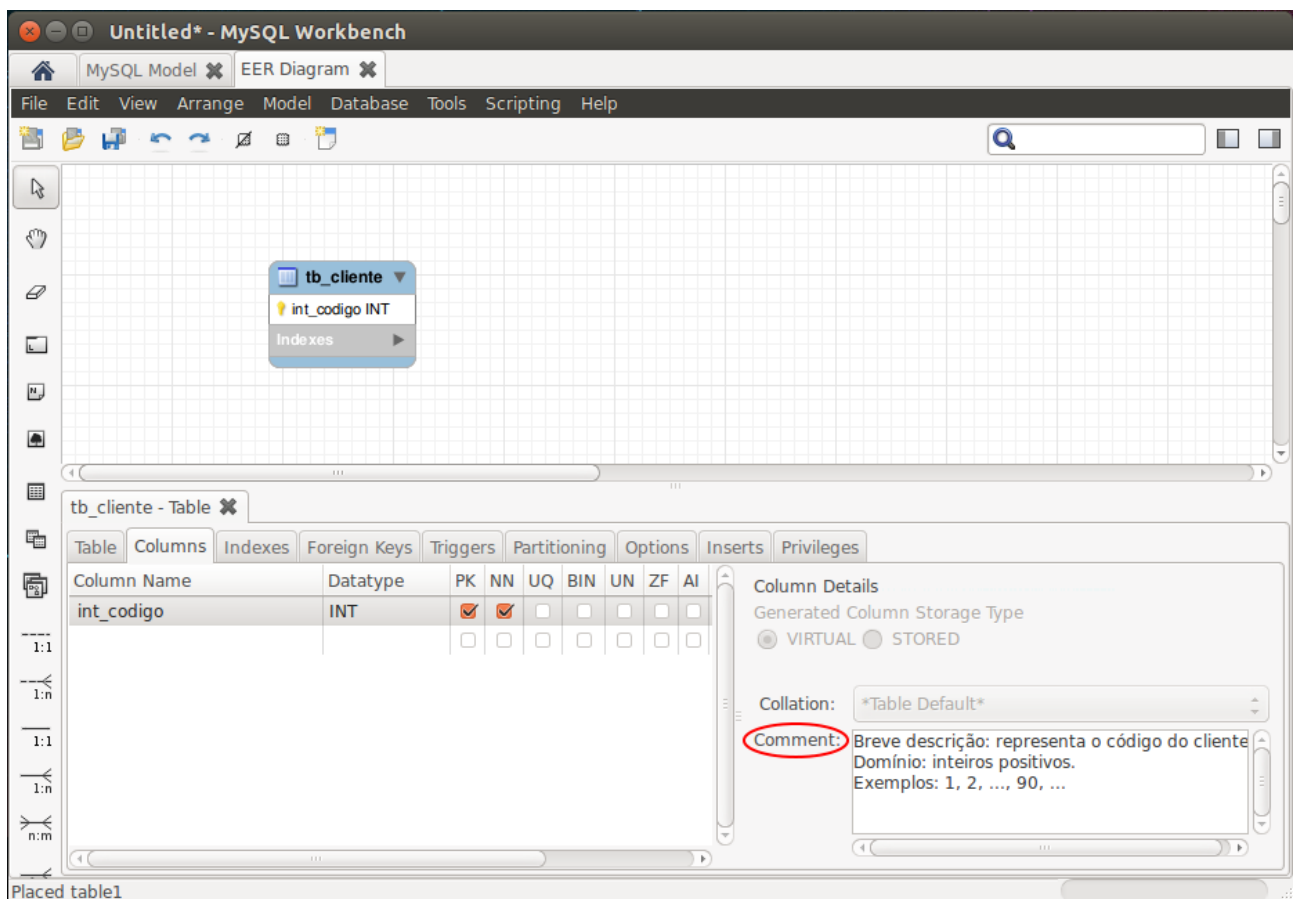 Untitled* - MySQL Workbench
MySQL Model EER Diagram
File Edit View Arrange Model Database Tools Scripting Help
tb_cliente
int_codigo INT
Indexes
tb_cliente - Table
Table Columns Indexes Foreign Keys Triggers Partitioning Options Inserts Privileges
Column Name Datatype PK NN UQ BIN UN ZF AI
int_codigo INT
Column Details
Generated Column Storage Type
VIRTUAL STORED
Collation: *Table Default*
Comment: Breve descrição: representa o código do cliente
Domínio: inteiros positivos.
Exemplos: 1, 2, ..., 90, ...
1:1
1:n
1:1
1:n
n:m
Placed table1